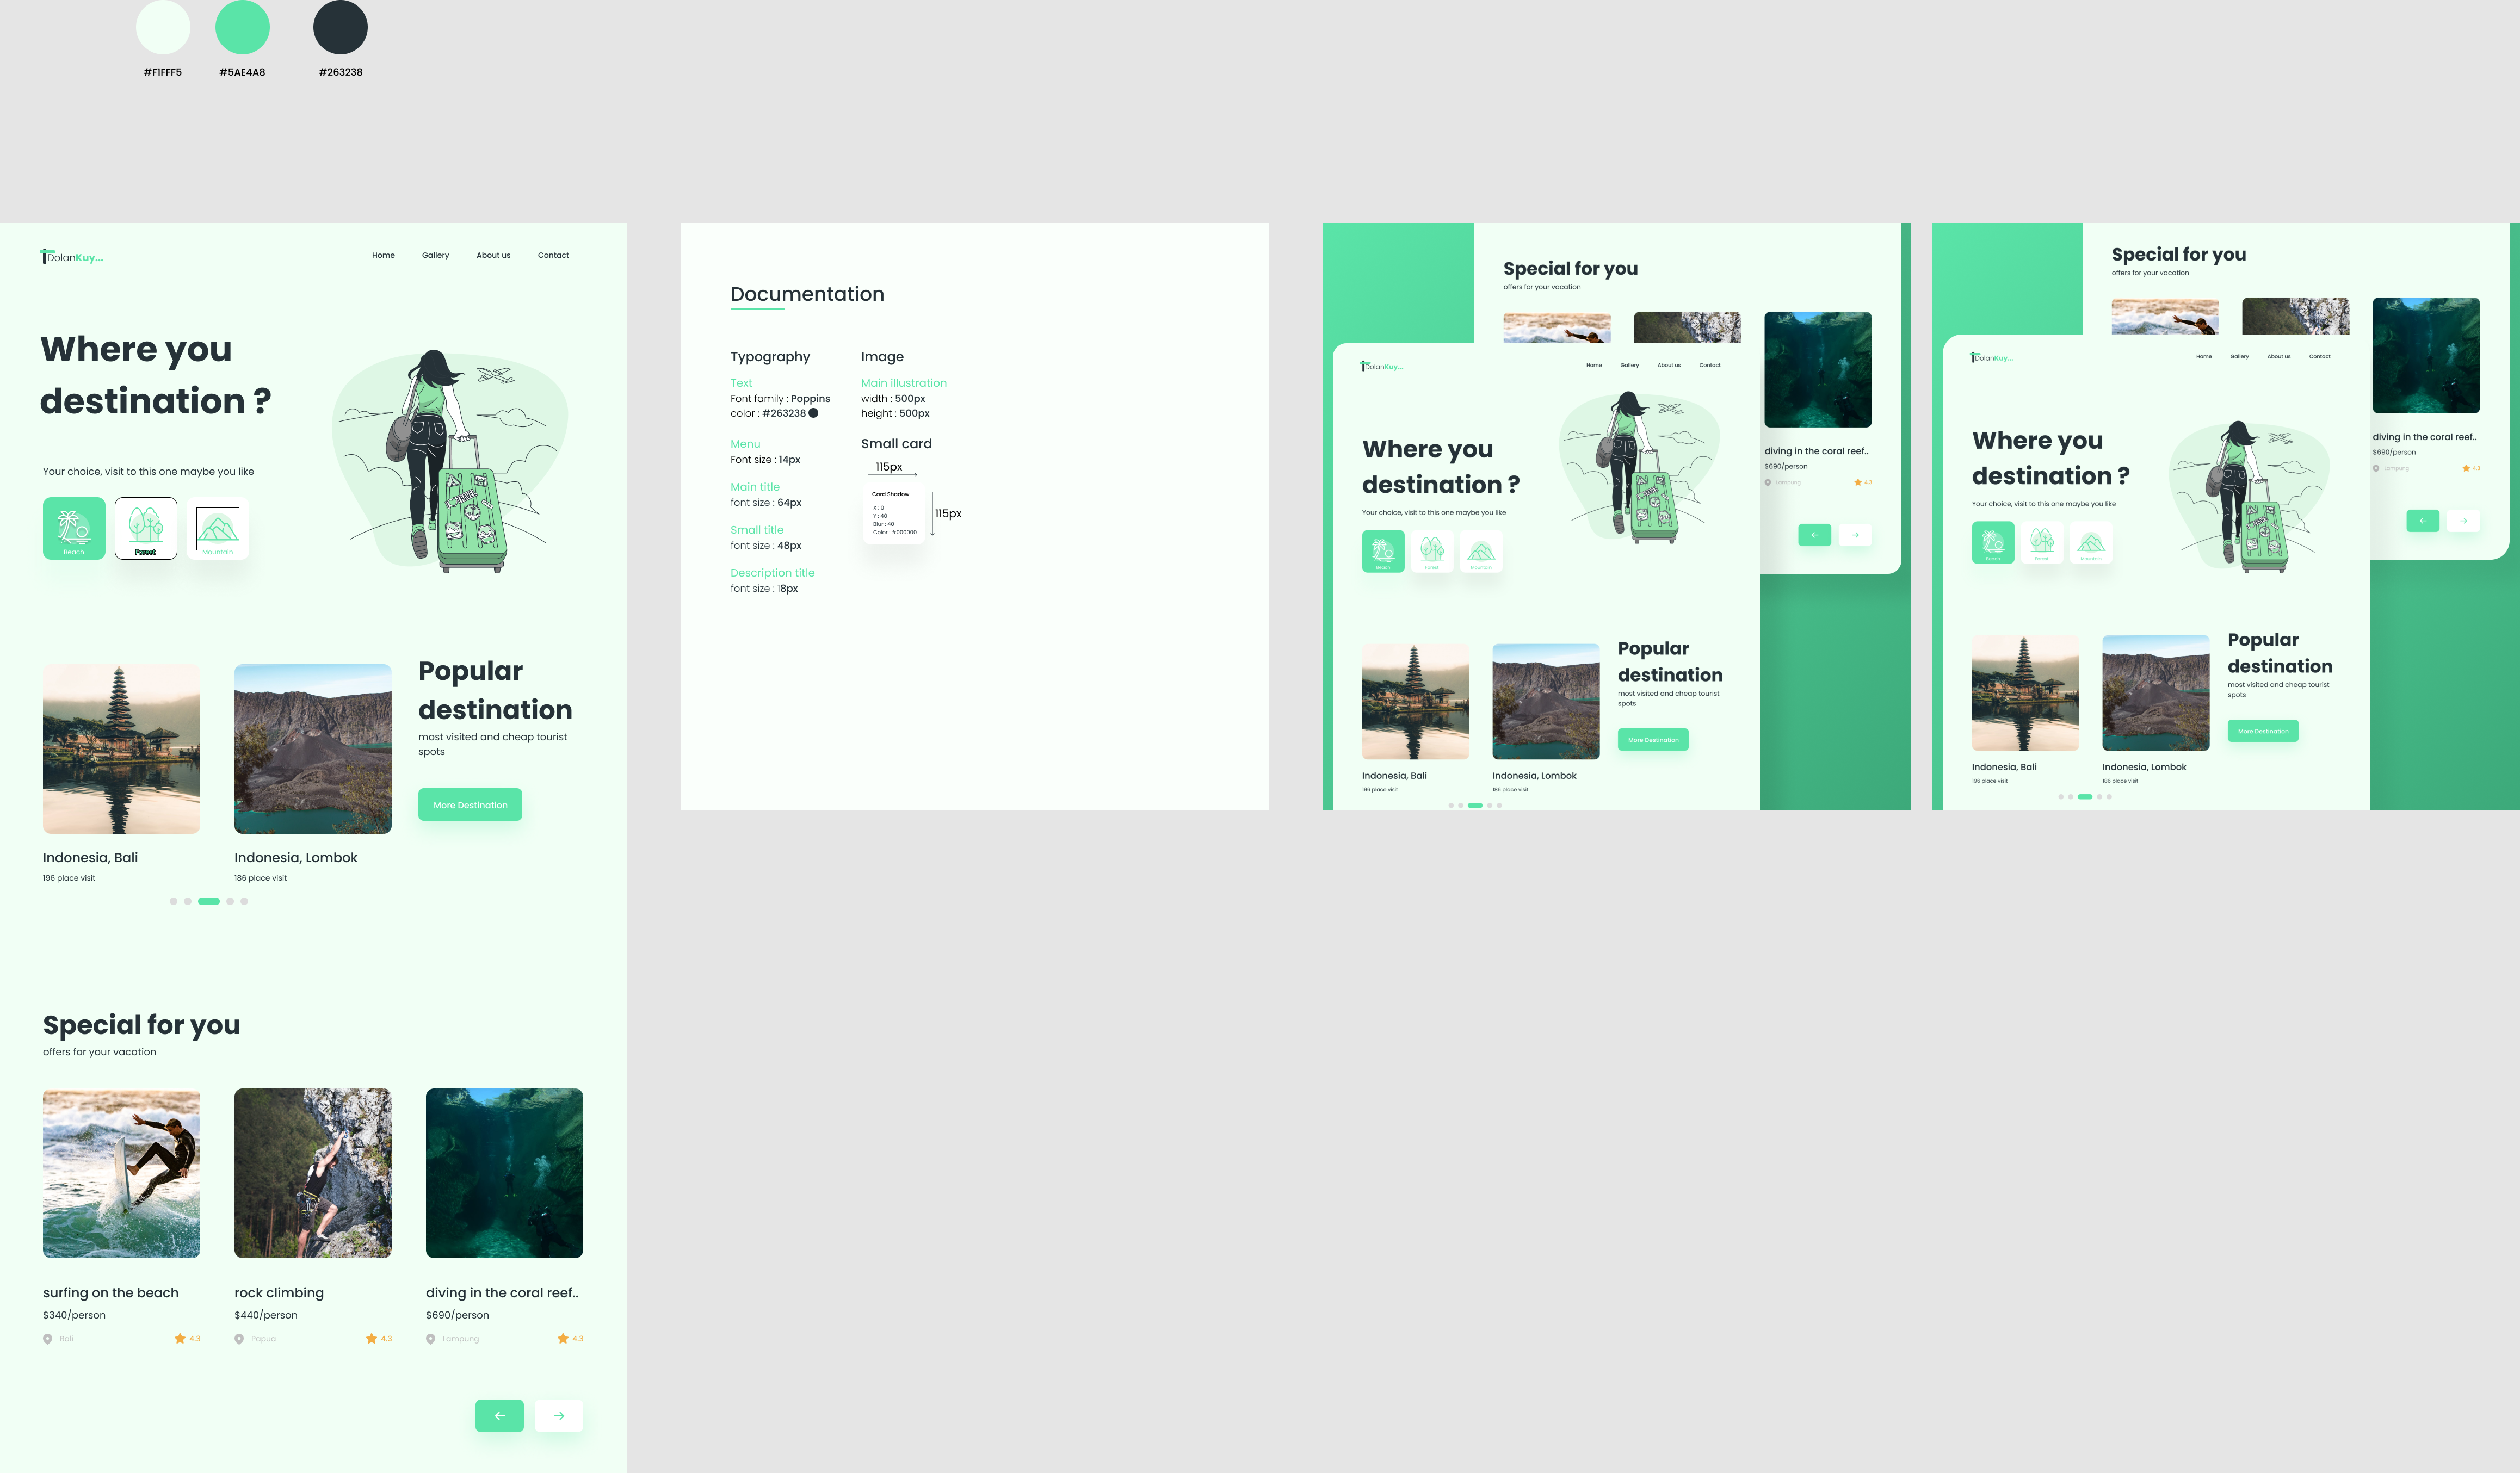 #F1FFF5
#5AE4A8
#263238
DolanKuy...
Home
Gallery
About us
Contact
Where you
destination ?
Your choice, visit to this one maybe you like
Beach
Forest
Mountain
TRAVEL
Popular
destination
most visited and cheap tourist
spots
More Destination
Indonesia, Bali
196 place visit
Indonesia, Lombok
186 place visit
Special for you
offers for your vacation
surfing on the beach
$340/person
Bali
4.3
rock climbing
$440/person
Papua
4.3
diving in the coral reef..
$690/person
Lampung
4.3
Documentation
Typography
Text
Font family : Poppins
color : #263238
Menu
Font size : 14px
Main title
font size : 64px
Small title
font size : 48px
Description title
font size : 18px
Image
Main illustration
width : 500px
height : 500px
Small card
115px
Card Shadow
X : 0
Y : 40
Blur : 40
Color : #000000
115px
Special for you
offers for your vacation
DolanKuy...
Home
Gallery
About us
Contact
Where you
destination ?
Your choice, visit to this one maybe you like
Beach
Forest
Mountain
TRAVEL
diving in the coral reef..
$690/person
Lampung
4.3
Popular
destination
most visited and cheap tourist
spots
More Destination
Indonesia, Bali
196 place visit
Indonesia, Lombok
186 place visit
Special for you
offers for your vacation
DolanKuy...
Home
Gallery
About us
Contact
Where you
destination ?
Your choice, visit to this one maybe you like
Beach
Forest
Mountain
TRAVEL
diving in the coral reef..
$690/person
Lampung
4.3
Popular
destination
most visited and cheap tourist
spots
More Destination
Indonesia, Bali
196 place visit
Indonesia, Lombok
186 place visit